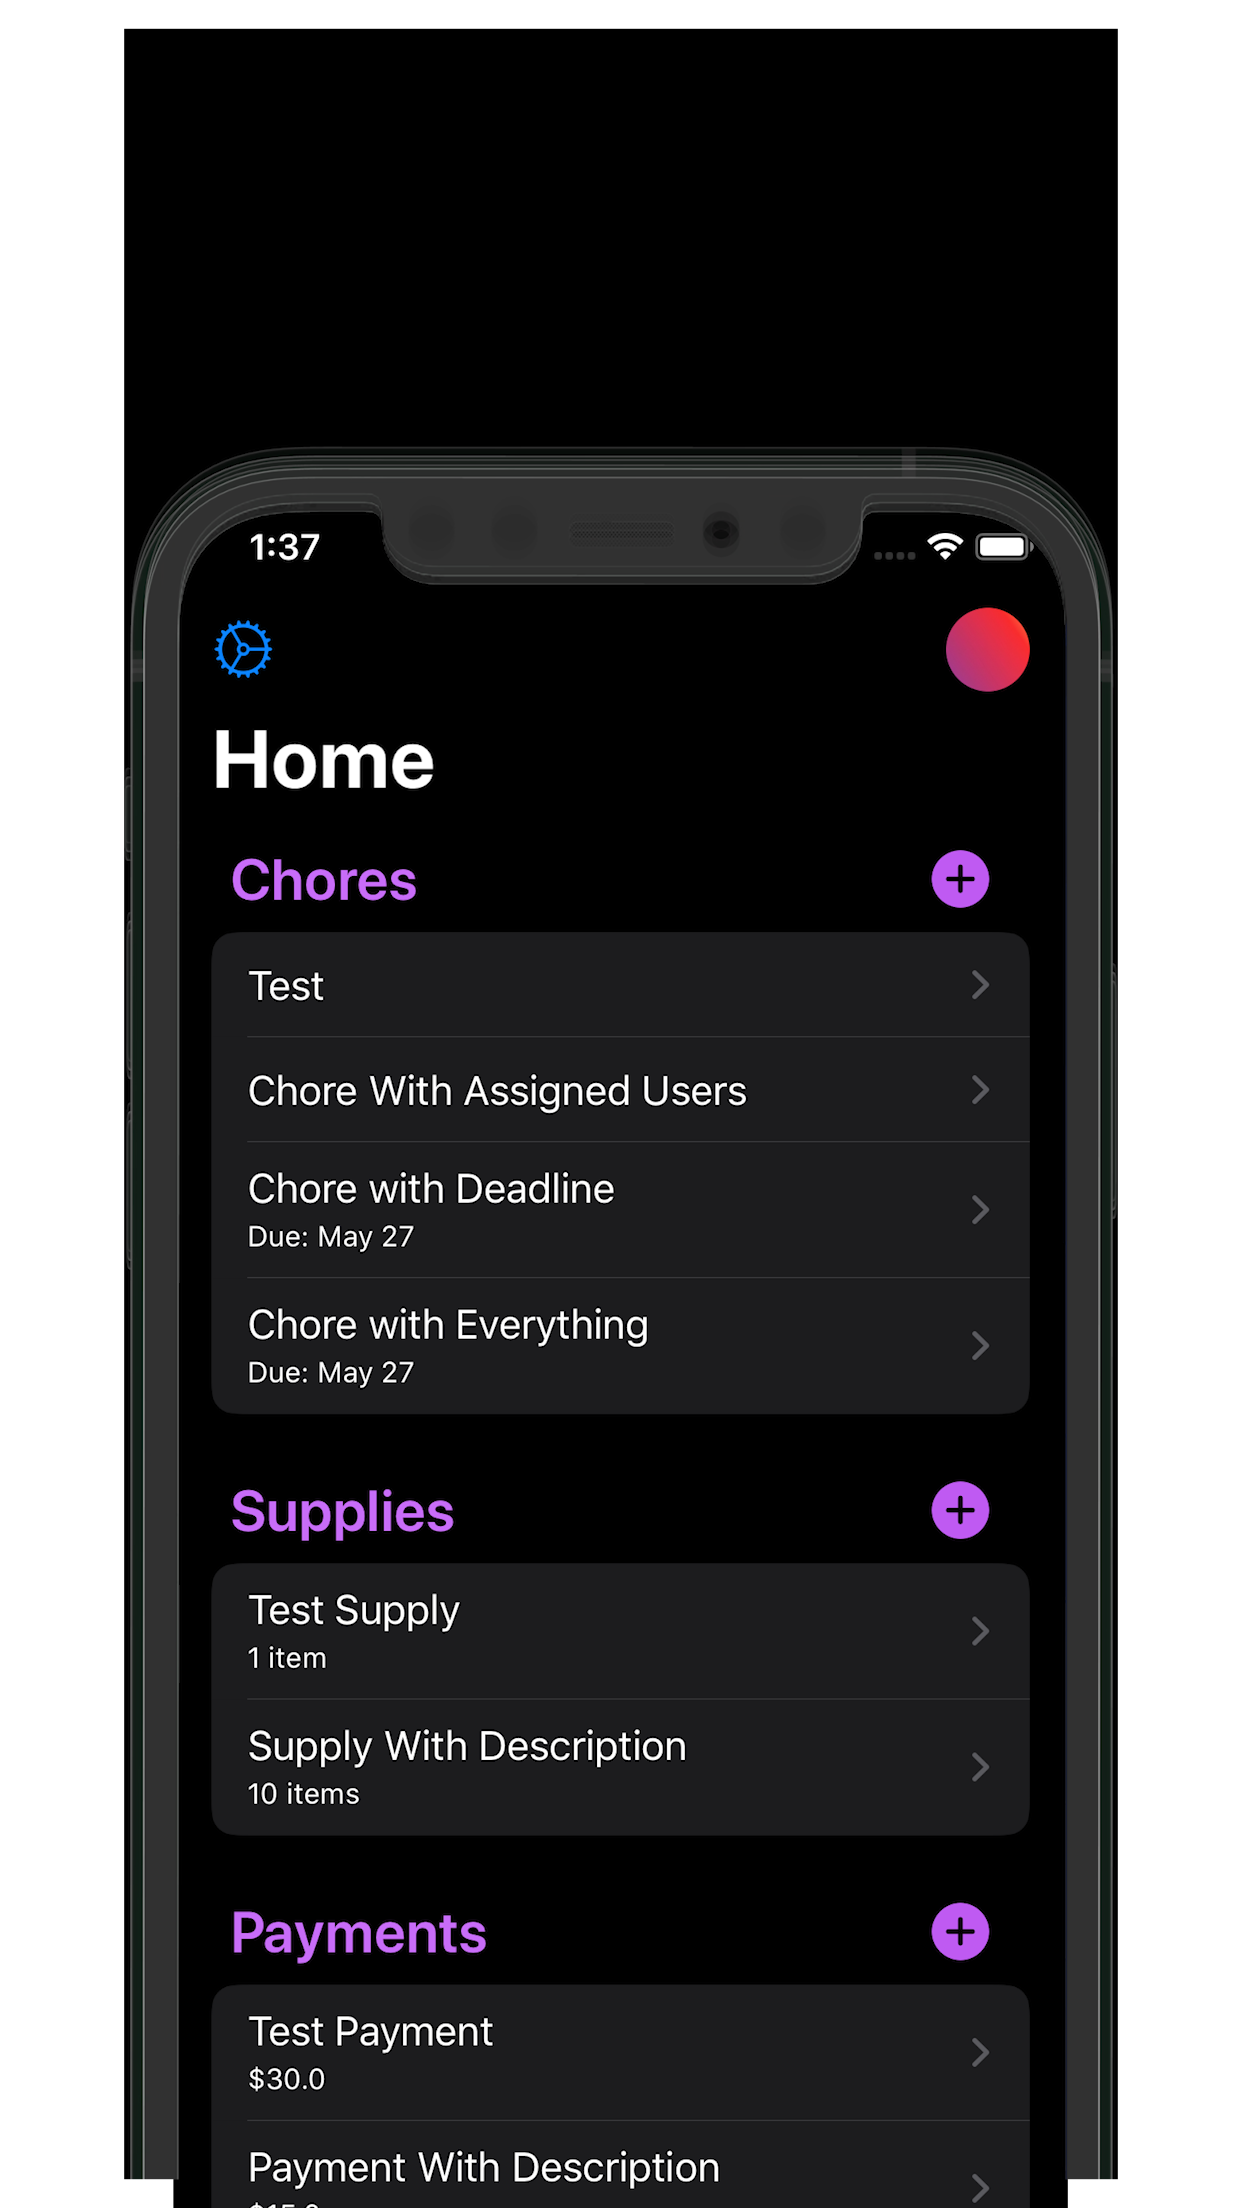 1:37
Home
Chores
Test
Chore With Assigned Users
Chore with Deadline
Due: May 27
Chore with Everything
Due: May 27
Supplies
Test Supply
1 item
Supply With Description
10 items
Payments
Test Payment
$30.0
Payment With Description